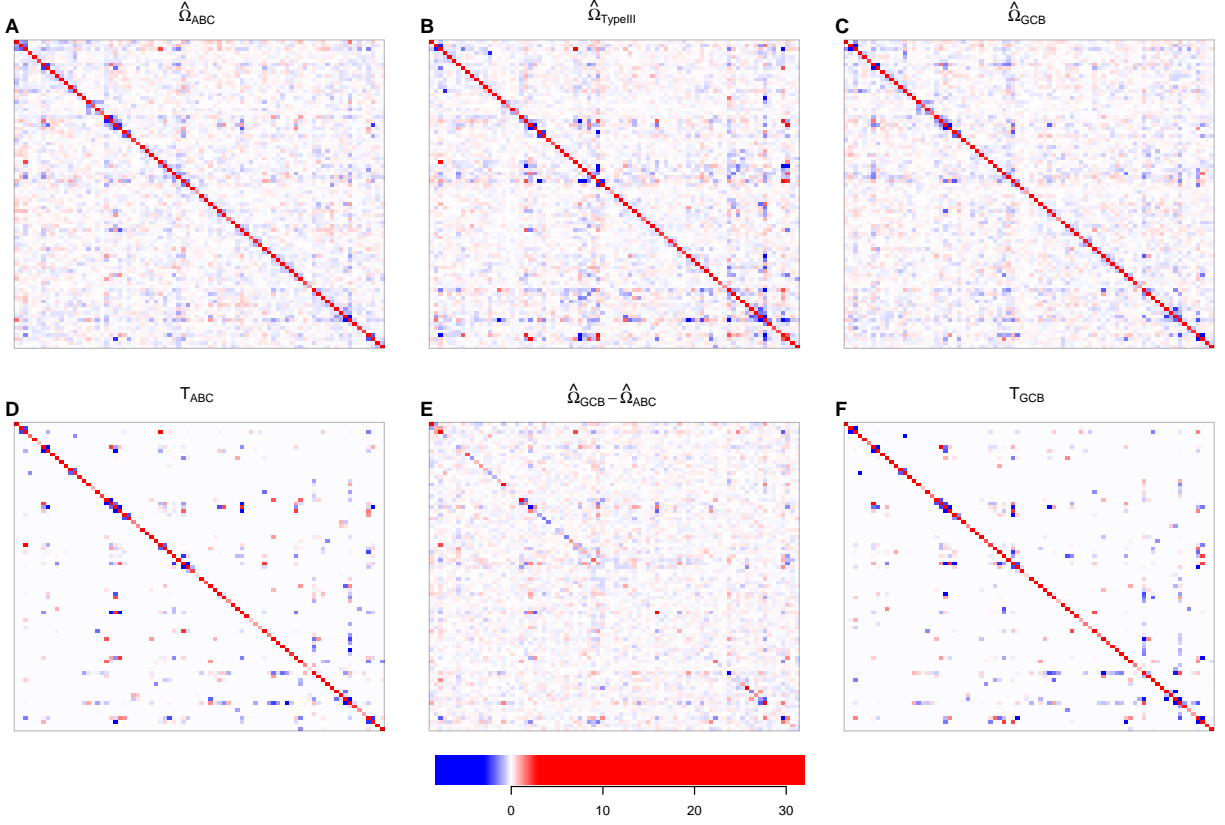 A Ω̂ABC
B Ω̂TypeIII
C Ω̂GCB
D TABC
E Ω̂GCB − Ω̂ABC
F TGCB
0 10 20 30